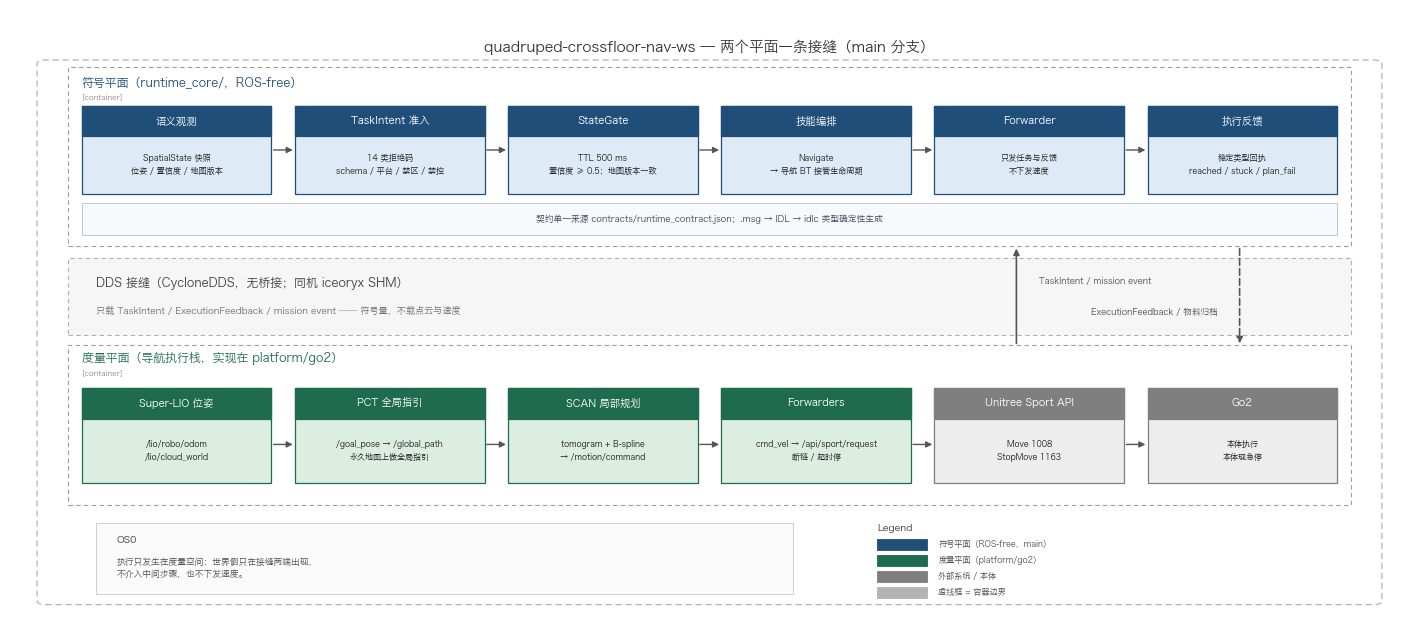 quadruped-crossfloor-nav-ws — 两个平面一条接缝（main 分支）
符号平面（runtime_core/，ROS-free）
[container]
语义观测
SpatialState 快照
位姿 / 置信度 / 地图版本
TaskIntent 准入
14 类拒绝码
schema / 平台 / 禁区 / 禁控
StateGate
TTL 500 ms
置信度 ≥ 0.5；地图版本一致
技能编排
Navigate
→ 导航 BT 接管生命周期
Forwarder
只发任务与反馈
不下发速度
执行反馈
稳定类型回执
reached / stuck / plan_fail
契约单一来源 contracts/runtime_contract.json；.msg → IDL → idlc 类型确定性生成
DDS 接缝（CycloneDDS，无桥接；同机 iceoryx SHM）
只载 TaskIntent / ExecutionFeedback / mission event —— 符号量，不载点云与速度
TaskIntent / mission event
ExecutionFeedback / 物料归档
度量平面（导航执行栈，实现在 platform/go2）
[container]
Super-LIO 位姿
/lio/robo/odom
/lio/cloud_world
PCT 全局指引
/goal_pose → /global_path
永久地图上做全局指引
SCAN 局部规划
tomogram + B-spline
→ /motion/command
Forwarders
cmd_vel → /api/sport/request
断链 / 超时停
Unitree Sport API
Move 1008
StopMove 1163
Go2
本体执行
本体级急停
OSO
执行只发生在度量空间：世界侧只在接缝两端出现，
不介入中间步骤，也不下发速度。
Legend
符号平面（ROS-free，main）
度量平面（platform/go2）
外部系统 / 本体
虚线框 = 容器边界